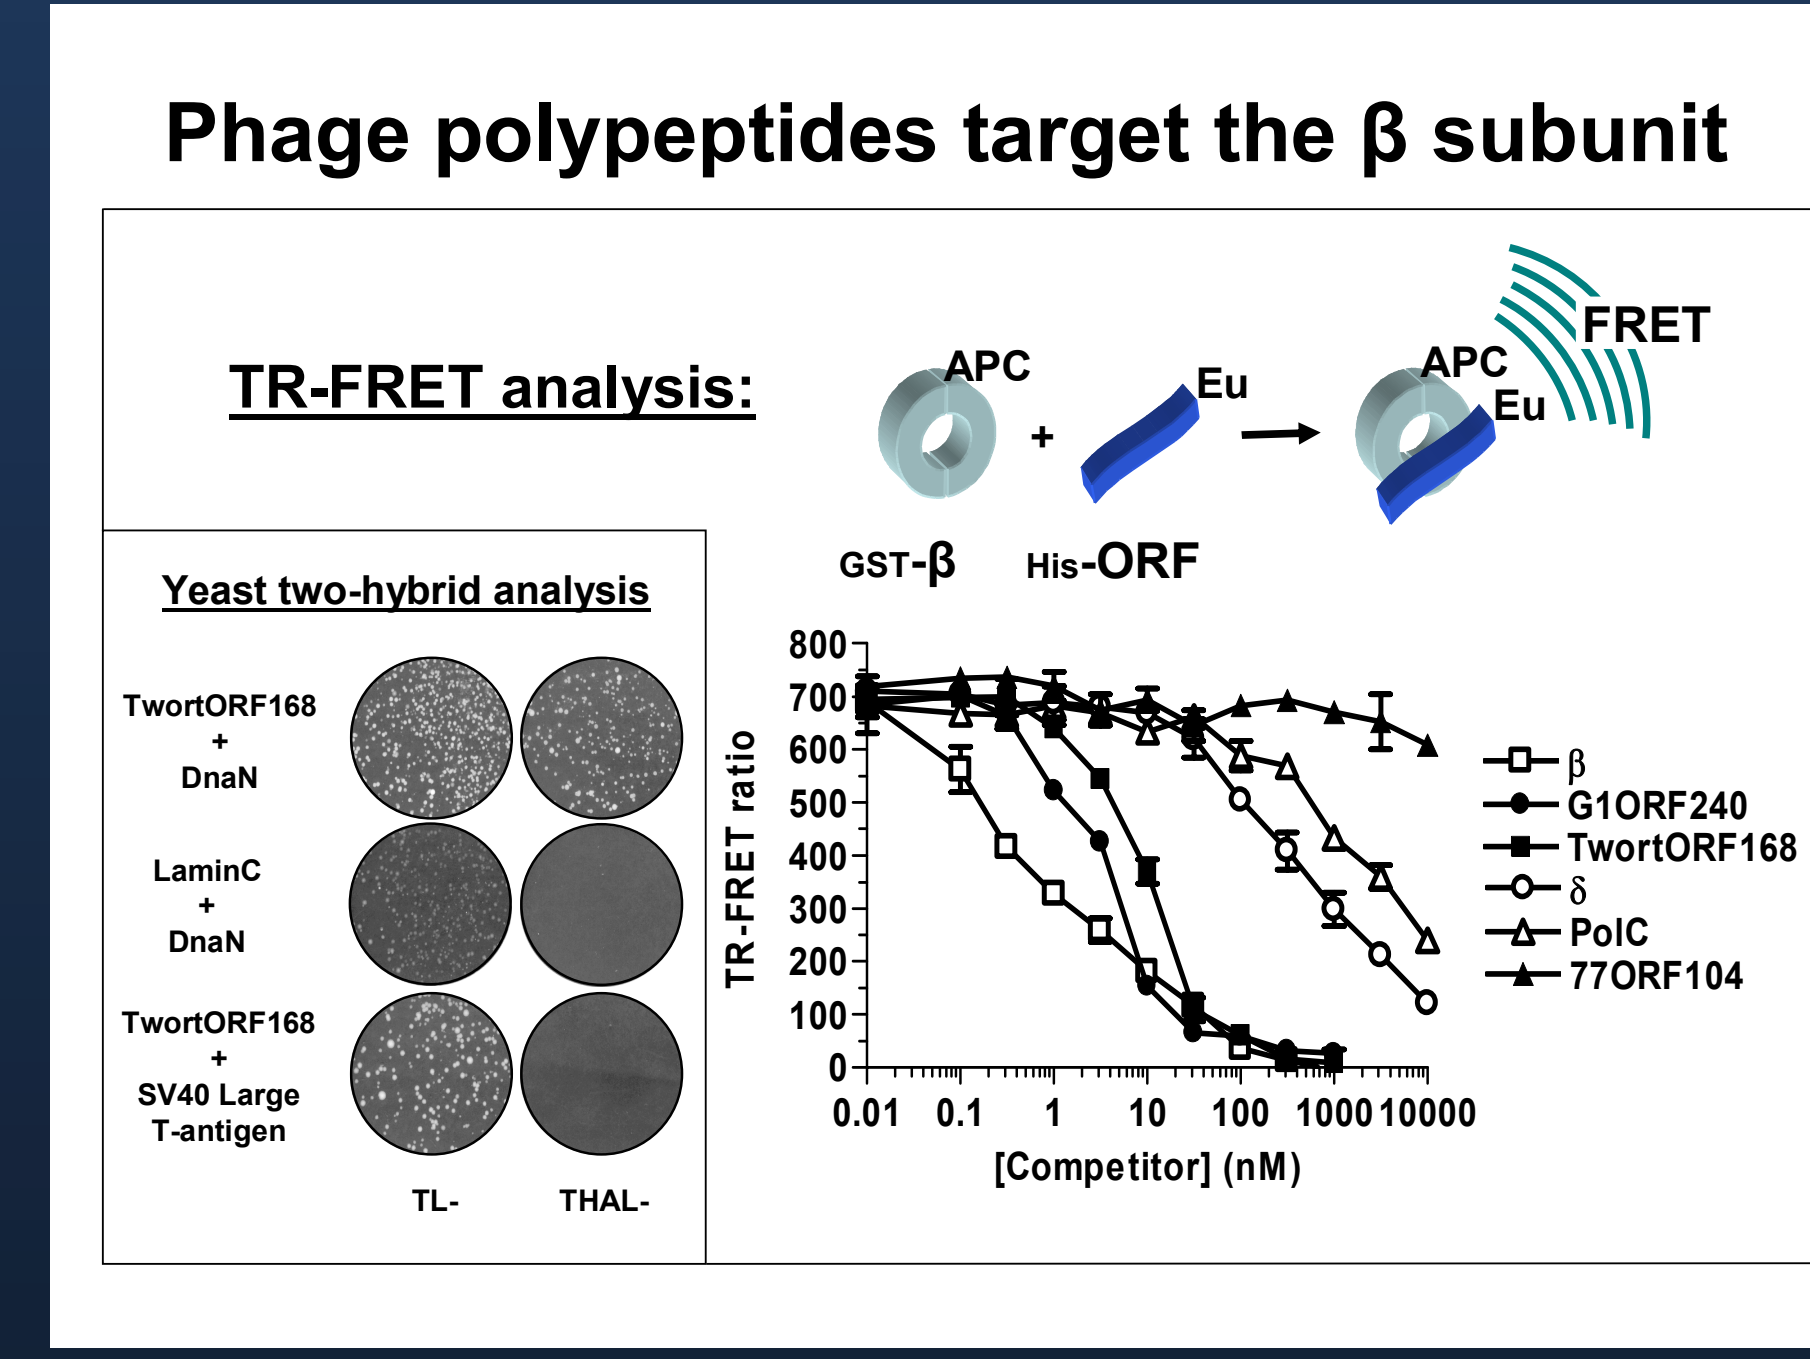 Phage polypeptides target the β subunit
TR-FRET analysis:
APC
+
Eu
APC
Eu
FRET
GST-β
His-ORF
Yeast two-hybrid analysis
TwortORF168
+
DnaN
LaminC
+
DnaN
TwortORF168
+
SV40 Large
T-antigen
TL-
THAL-
TR-FRET ratio
800
700
600
500
400
300
200
100
0
0.01 0.1 1 10 100 1000 10000
[Competitor] (nM)
β
G1ORF240
TwortORF168
δ
PolC
77ORF104